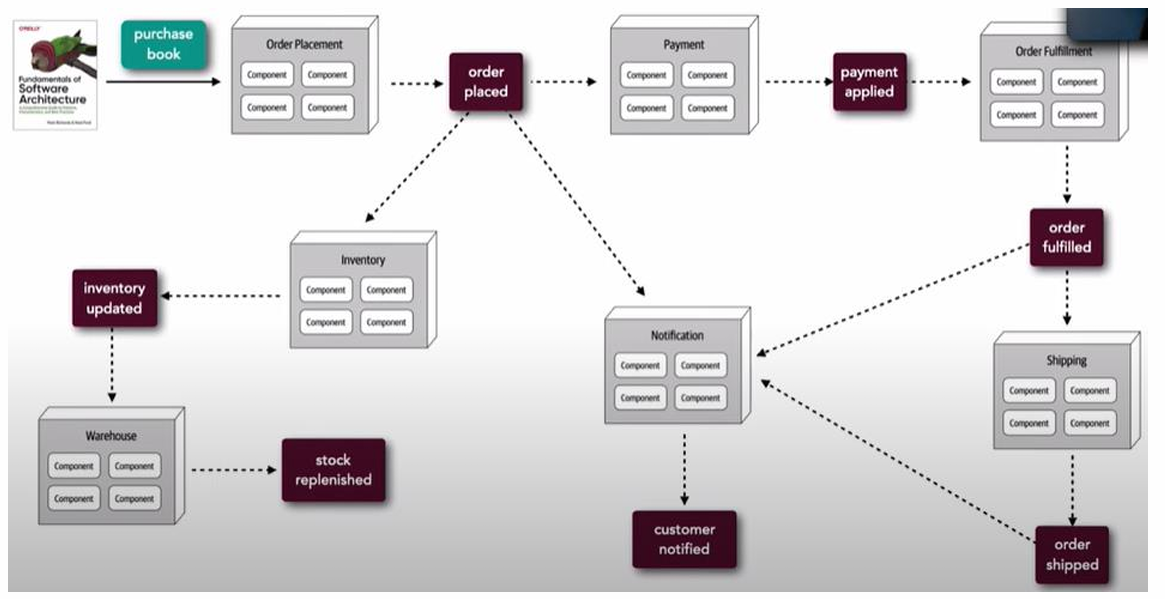 O'REILLY
Fundamentals of
Software
Architecture
purchase
book
Order Placement
Component Component
Component Component
order
placed
Payment
Component Component
Component Component
payment
applied
Order Fulfillment
Component Component
Component Component
order
fulfilled
Inventory
Component Component
Component Component
inventory
updated
Notification
Component Component
Component Component
Shipping
Component Component
Component Component
Warehouse
Component Component
Component Component
stock
replenished
customer
notified
order
shipped